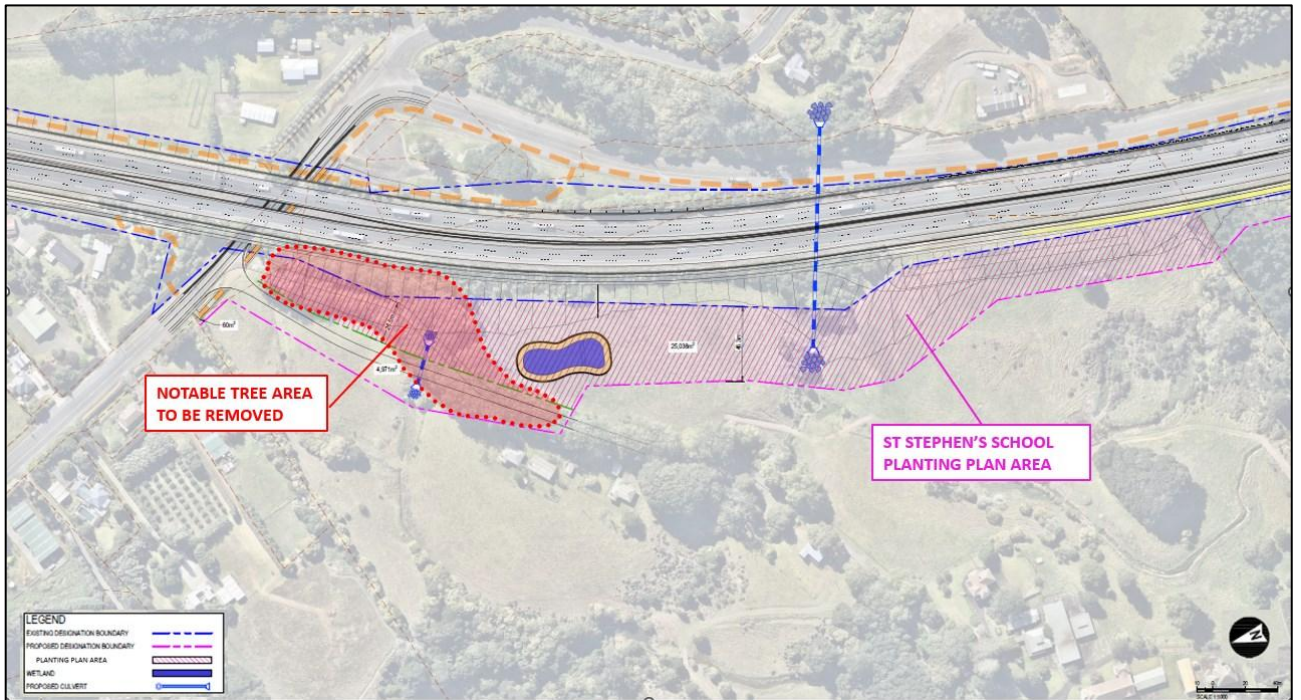 60m²
4,971m²
25,036m²
NOTABLE TREE AREA
TO BE REMOVED
ST STEPHEN'S SCHOOL
PLANTING PLAN AREA
LEGEND
EXISTING DESIGNATION BOUNDARY
PROPOSED DESIGNATION BOUNDARY
PLANTING PLAN AREA
WETLAND
PROPOSED CULVERT
Z